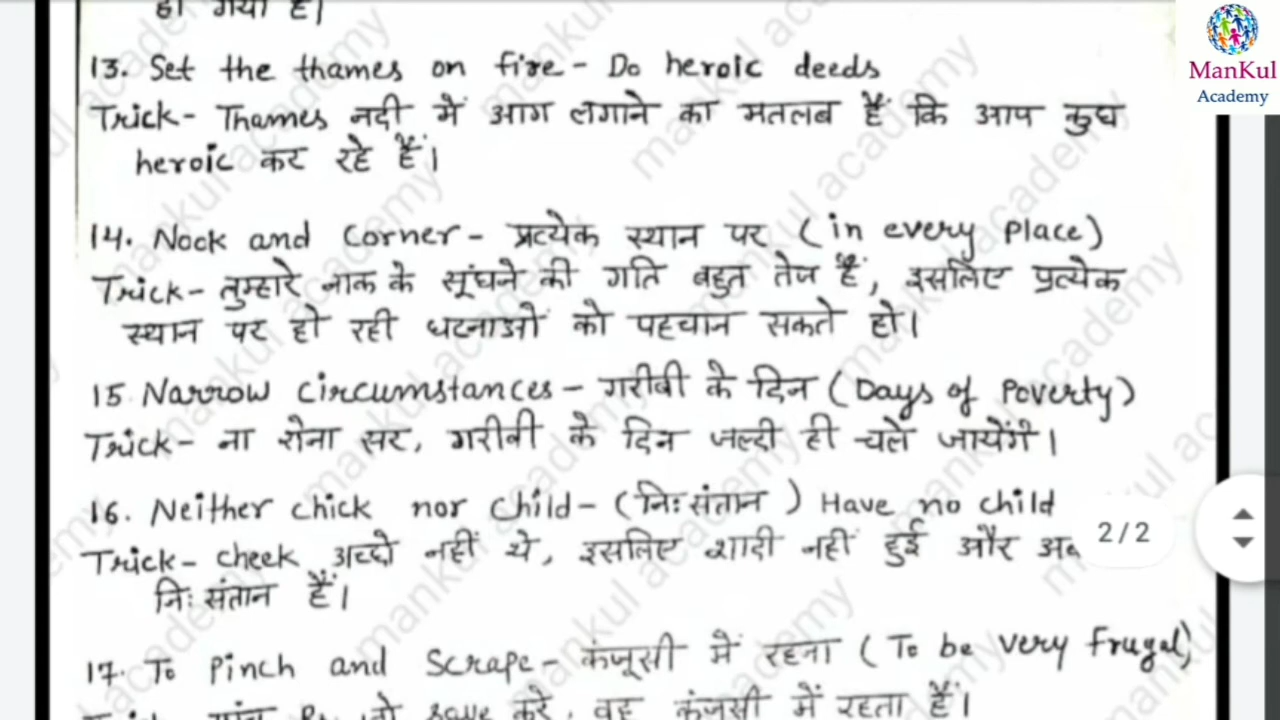 हो गया है।
ManKul
Academy
13. Set the thames on fire - Do heroic deeds
Trick - Thames नदी में आग लगाने का मतलब है कि आप कुछ
heroic कर रहे हैं।
14. Nook and Corner - प्रत्येक स्थान पर (in every place)
Trick - तुम्हारे नाक के सूंघने की गति बहुत तेज है, इसलिए प्रत्येक
स्थान पर हो रही घटनाओं को पहचान सकते हो।
15. Narrow circumstances - गरीबी के दिन (Days of Poverty)
Trick - ना रोना सर, गरीबी के दिन जल्दी ही चले जायेंगे।
16. Neither chick nor child - (निः संतान) Have no child
Trick - cheek अच्छे नहीं थे, इसलिए शादी नहीं हुई और
निः संतान हैं।
2/2
17. To Pinch and Scrape - कंजूसी में रहना (To be very frugal)
save करे, वह कंजूसी में रहता है।
mankul academy